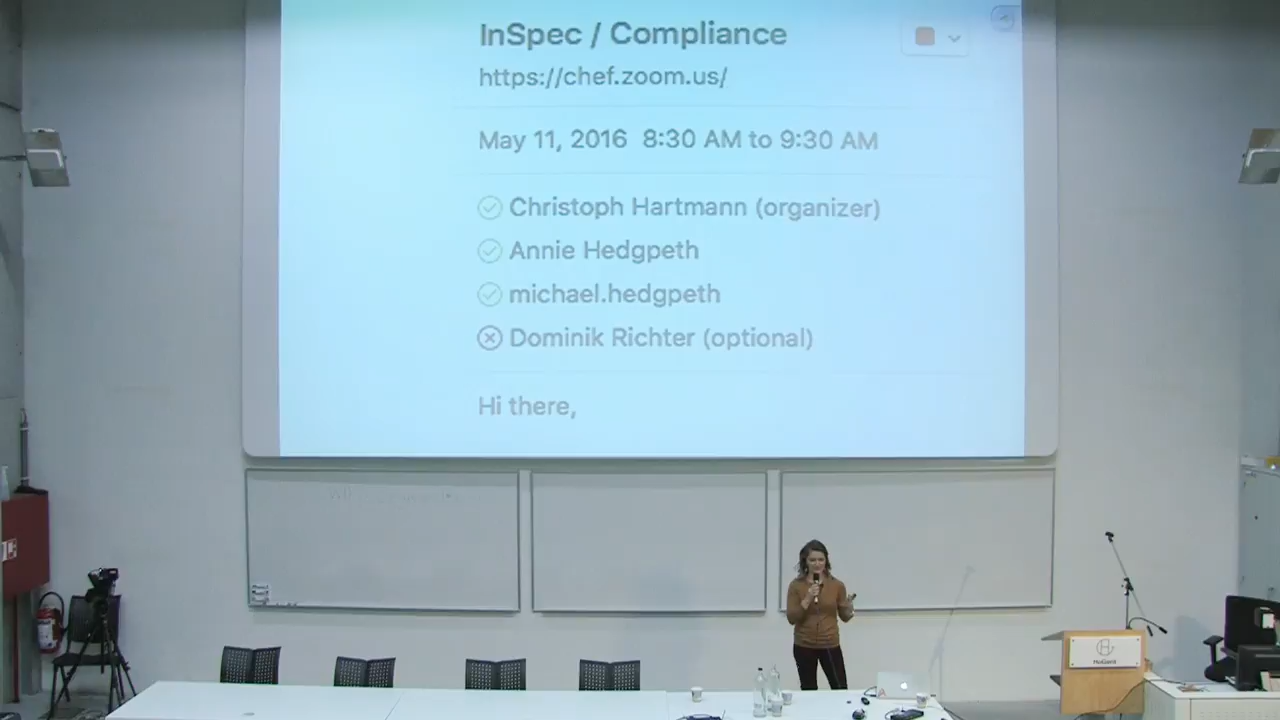 InSpec / Compliance
https://chef.zoom.us/
May 11, 2016 8:30 AM to 9:30 AM
Christoph Hartmann (organizer)
Annie Hedgpeth
michael.hedgpeth
Dominik Richter (optional)
Hi there,
HoGent